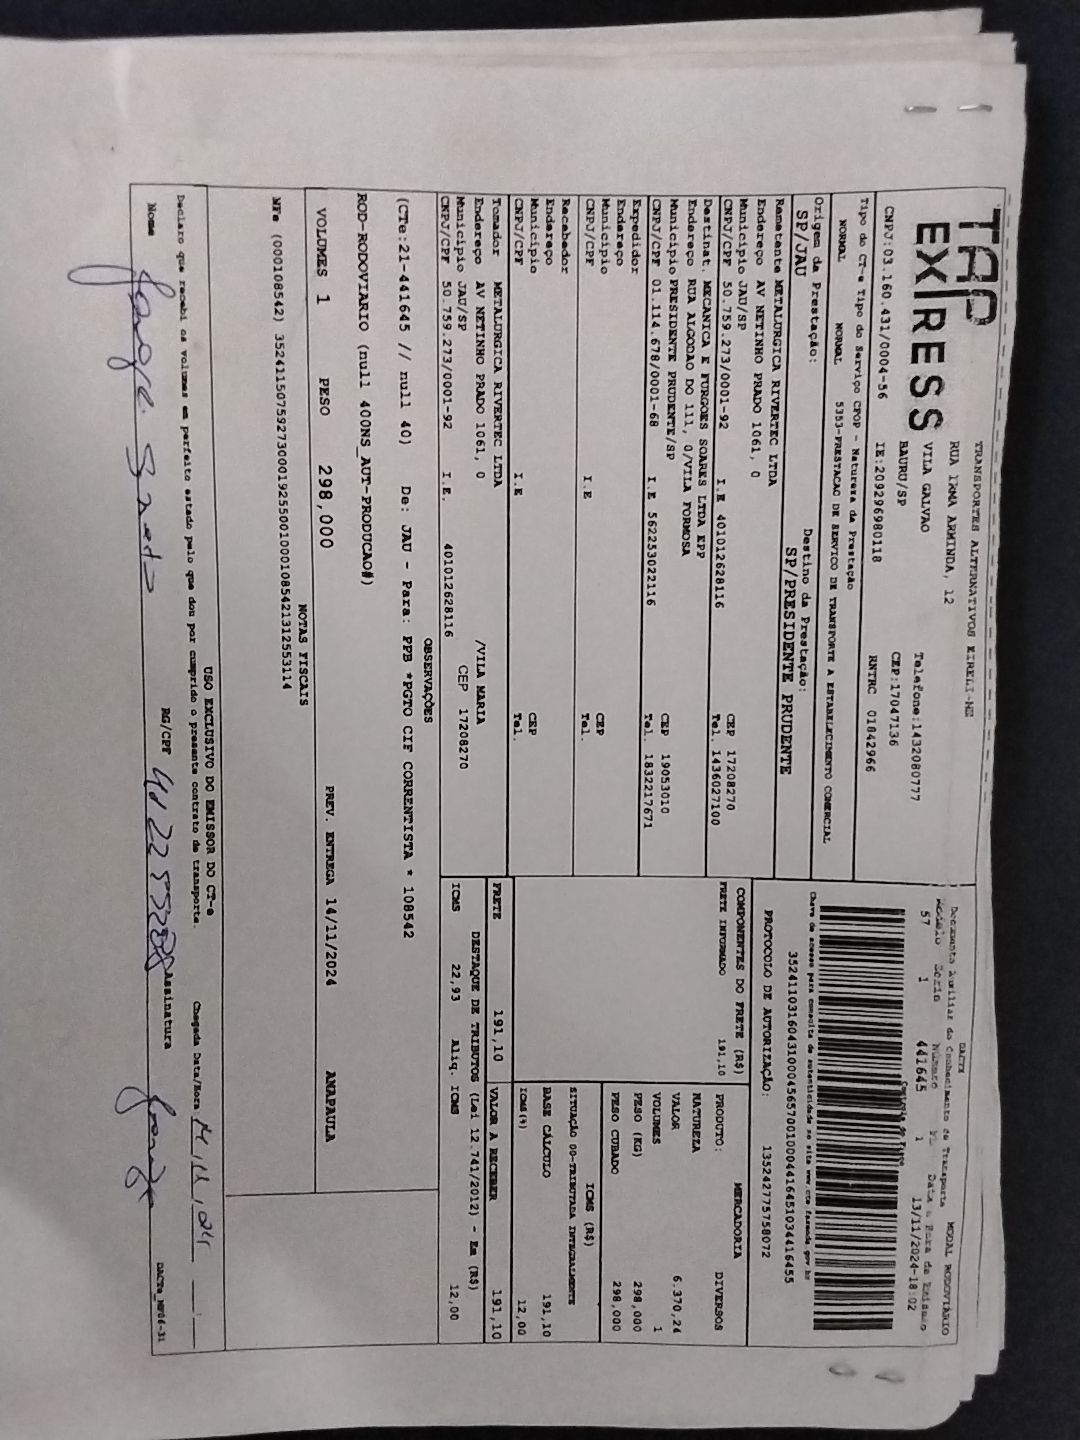 TAP
EXPRESS
TRANSPORTES ALTERNATIVOS EIRELI-ME
RUA IRMA ARMINDA, 12
VILA GALVAO
BAURU/SP
Telefone:1432080777
CEP:17047136
CNPJ:03.160.431/0004-56 IE:209296980118 RNTRC 01842966
Tipo do CT-e Tipo do Serviço CFOP - Natureza da Prestação
NORMAL NORMAL 5353-PRESTACAO DE SERVICO DE TRANSPORTE A ESTABELECIMENTO COMERCIAL
Origem da Prestação: Destino da Prestação:
SP/JAU SP/PRESIDENTE PRUDENTE
Remetente METALURGICA RIVERTEC LTDA
Endereço AV NETINHO PRADO 1061, 0
Município JAU/SP CEP 17208270
CNPJ/CPF 50.759.273/0001-92 I.E 401012628116 Tel. 1436027100
Destinat. MECANICA E FURGOES SOARES LTDA EPP
Endereço RUA ALGODAO DO 111, 0/VILA FORMOSA
Município PRESIDENTE PRUDENTE/SP CEP 19053010
CNPJ/CPF 01.114.678/0001-68 I.E 562253022116 Tel. 1832217671
Expedidor
Endereço
Município CEP
CNPJ/CPF I.E Tel.
Recebedor
Endereço
Município CEP
CNPJ/CPF I.E Tel.
Tomador METALURGICA RIVERTEC LTDA
Endereço AV NETINHO PRADO 1061, 0 /VILA MARIA
Município JAU/SP CEP 17208270
CNPJ/CPF 50.759.273/0001-92 I.E. 401012628116
DACTE
Documento Auxiliar do Conhecimento de Transporte MODAL RODOVIÁRIO
Modelo Serie Número FL Data e Hora de Emissão
57 1 441645 1 13/11/2024-18:02
Controle do Fisco
Chave de acesso para consulta de autenticidade no site www.cte.fazenda.gov.br
35241103160431000456570010004416451034416455
PROTOCOLO DE AUTORIZAÇÃO: 135242775758072
COMPONENTES DO FRETE (R$)
FRETE INFORMADO 191,10
PRODUTO: MERCADORIA
NATUREZA DIVERSOS
VALOR 6.370,24
VOLUMES 1
PESO (KG) 298,000
PESO CUBADO 298,000
ICMS (R$)
SITUAÇÃO 00-TRIBUTADA INTEGRALMENTE
BASE CÁLCULO 191,10
ICMS(%) 12,00
FRETE 191,10 VALOR A RECEBER 191,10
DESTAQUE DE TRIBUTOS (Lei 12.741/2012) - Em (R$)
ICMS 22,93 Aliq. ICMS 12,00
OBSERVAÇÕES
(CTe:21-441645 // null 40) De: JAU - Para: PPB *PGTO CIF CORRENTISTA * 108542
ROD-RODOVIARIO (null 400NS_AUT-PRODUCAO#)
VOLUMES 1 PESO 298,000 PREV. ENTREGA 14/11/2024 ANAPAULA
NOTAS FISCAIS
NFe (000108542) 35241150759273000192550010001085421312553114
USO EXCLUSIVO DO EMISSOR DO CT-e
Declaro que recebi os volumes em perfeito estado pelo que dou por cumprido o presente contrato de transporte. Chegada Data/Hora
Nome RG/CPF Assinatura